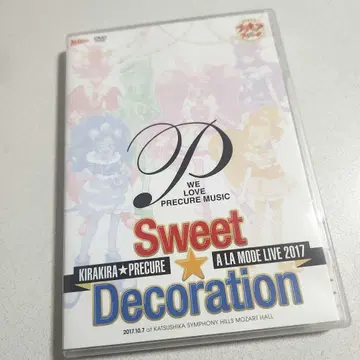 DVD
P
WE
LOVE
PRECURE MUSIC
Sweet
KIRAKIRA★PRECURE
A LA MODE LIVE 2017
Decoration
2017.10.7 at KATSUSHIKA SYMPHONY HILLS MOZART HALL